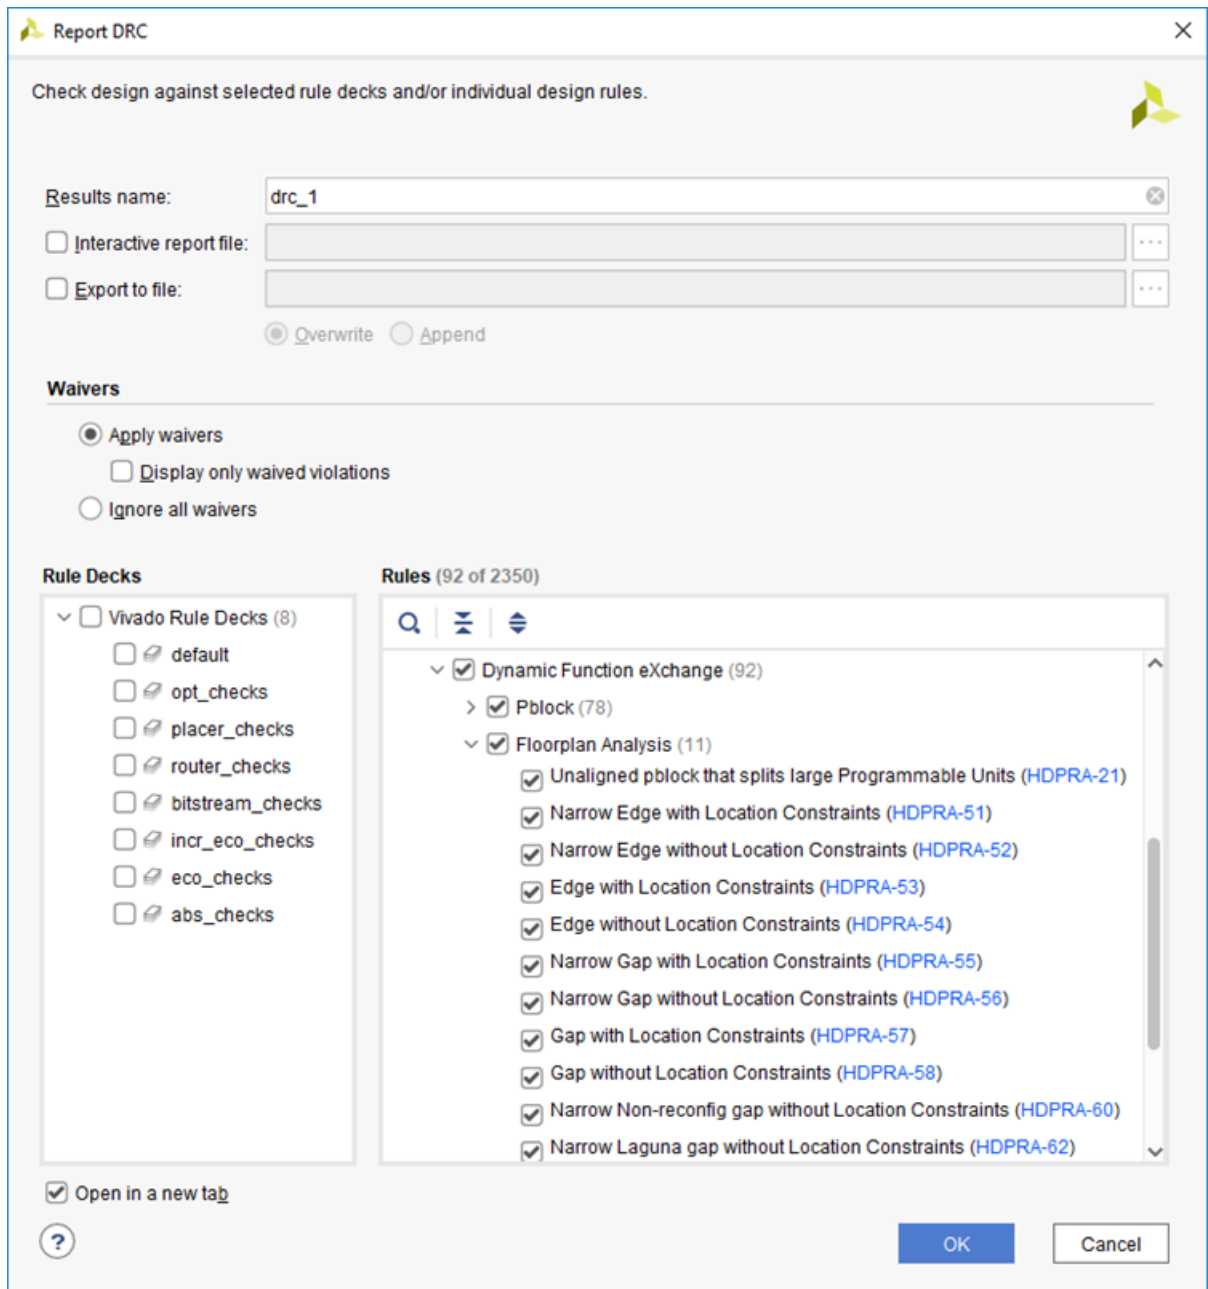 Report DRC
Check design against selected rule decks and/or individual design rules.
Results name: drc_1
Interactive report file: ...
Export to file: ...
Overwrite Append
Waivers
Apply waivers
Display only waived violations
Ignore all waivers
Rule Decks
Vivado Rule Decks (8)
default
opt_checks
placer_checks
router_checks
bitstream_checks
incr_eco_checks
eco_checks
abs_checks
Rules (92 of 2350)
Dynamic Function eXchange (92)
Pblock (78)
Floorplan Analysis (11)
Unaligned pblock that splits large Programmable Units (HDPRA-21)
Narrow Edge with Location Constraints (HDPRA-51)
Narrow Edge without Location Constraints (HDPRA-52)
Edge with Location Constraints (HDPRA-53)
Edge without Location Constraints (HDPRA-54)
Narrow Gap with Location Constraints (HDPRA-55)
Narrow Gap without Location Constraints (HDPRA-56)
Gap with Location Constraints (HDPRA-57)
Gap without Location Constraints (HDPRA-58)
Narrow Non-reconfig gap without Location Constraints (HDPRA-60)
Narrow Laguna gap without Location Constraints (HDPRA-62)
Open in a new tab
?
OK Cancel